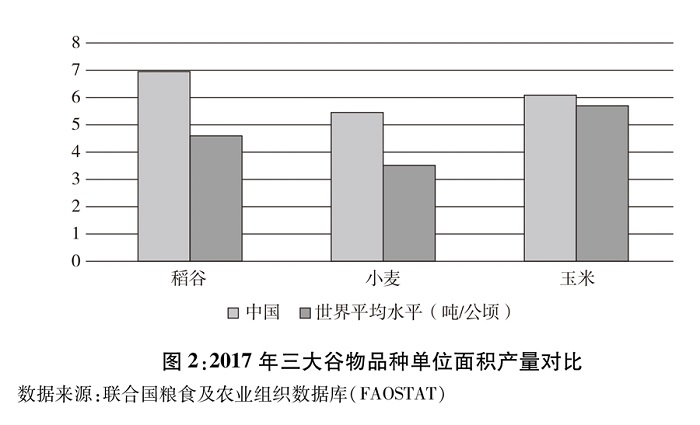 8
7
6
5
4
3
2
1
0
稻谷 小麦 玉米
中国 世界平均水平(吨/公顷)
图 2:2017 年三大谷物品种单位面积产量对比
数据来源:联合国粮食及农业组织数据库(FAOSTAT)